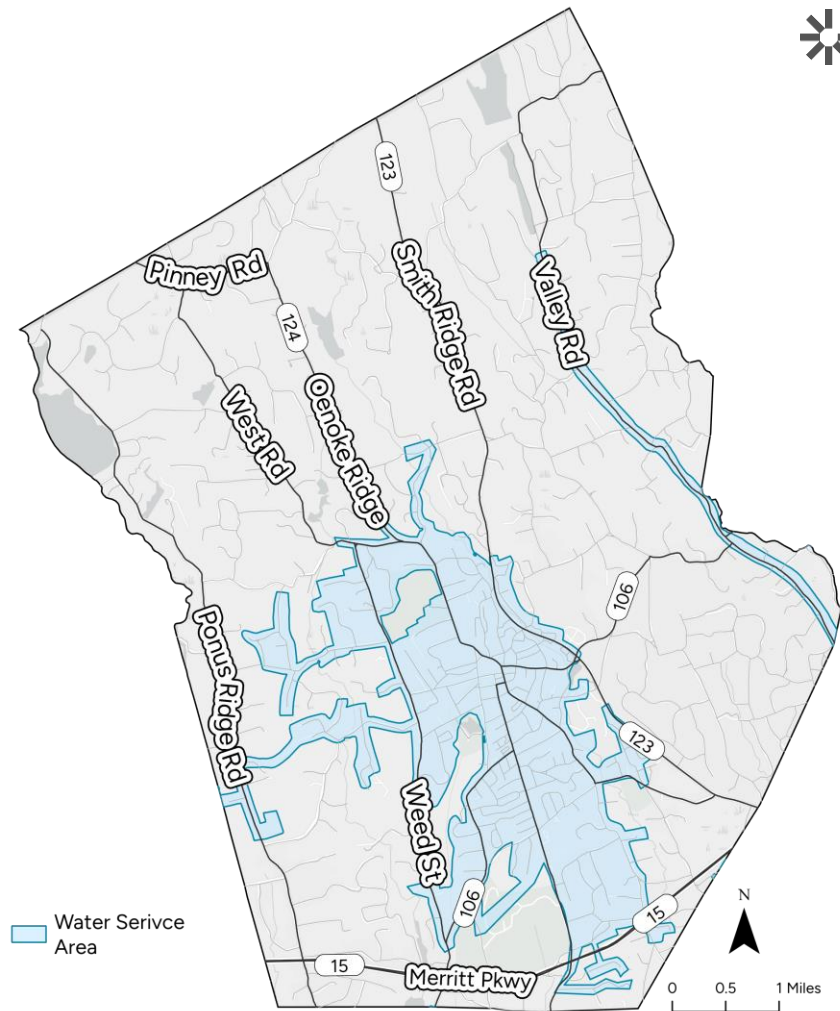 123
Pinney Rd
Smith Ridge Rd
Valley Rd
124
Oenoke Ridge
West Rd
106
Ponus Ridge Rd
123
Weed St
106
15
15
Merritt Pkwy
Water Serivce
Area
N
0 0.5 1 Miles